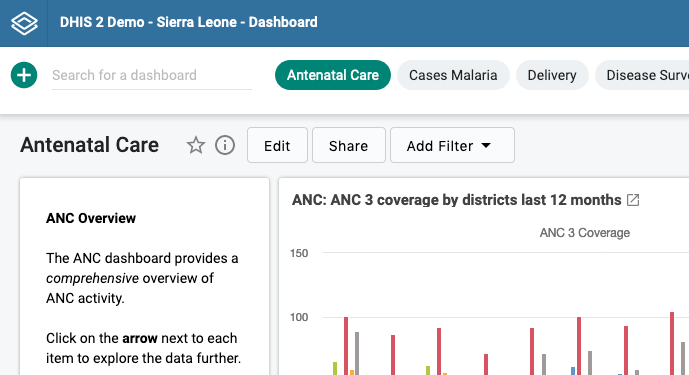 DHIS 2 Demo - Sierra Leone - Dashboard
Search for a dashboard
Antenatal Care
Cases Malaria
Delivery
Disease Surv
Antenatal Care
Edit
Share
Add Filter
ANC Overview
The ANC dashboard provides a
comprehensive overview of
ANC activity.
Click on the arrow next to each
item to explore the data further.
ANC: ANC 3 coverage by districts last 12 months
ANC 3 Coverage
150
100